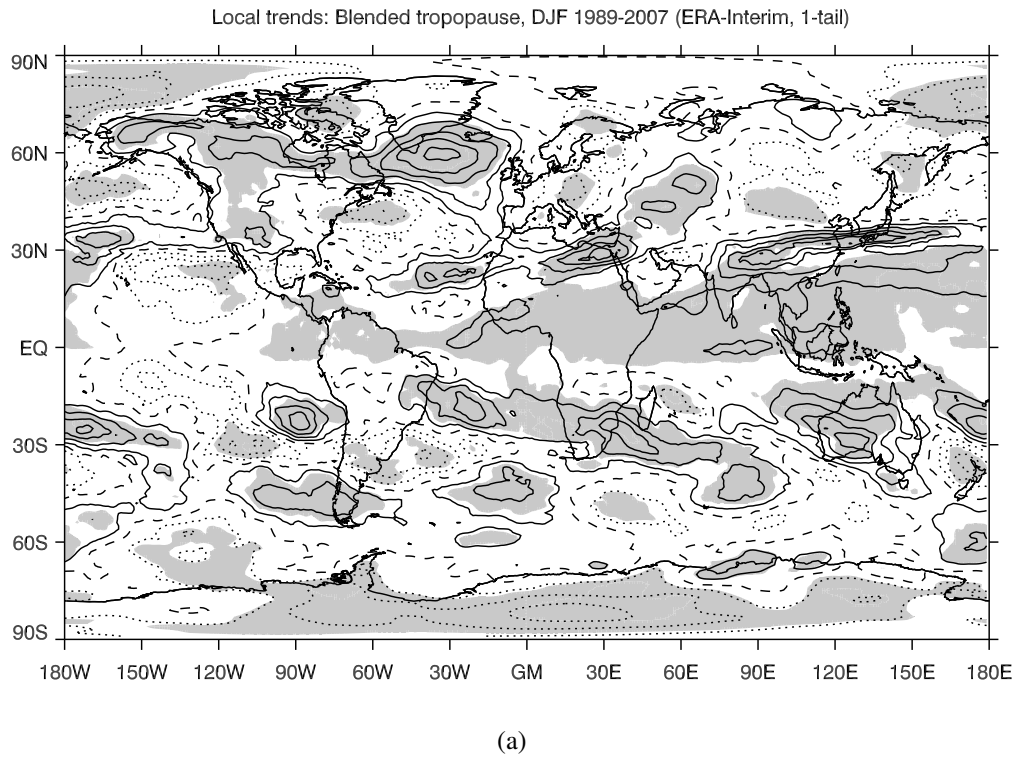 Local trends: Blended tropopause, DJF 1989-2007 (ERA-Interim, 1-tail)
90N
60N
30N
EQ
30S
60S
90S
180W 150W 120W 90W 60W 30W GM 30E 60E 90E 120E 150E 180E
(a)